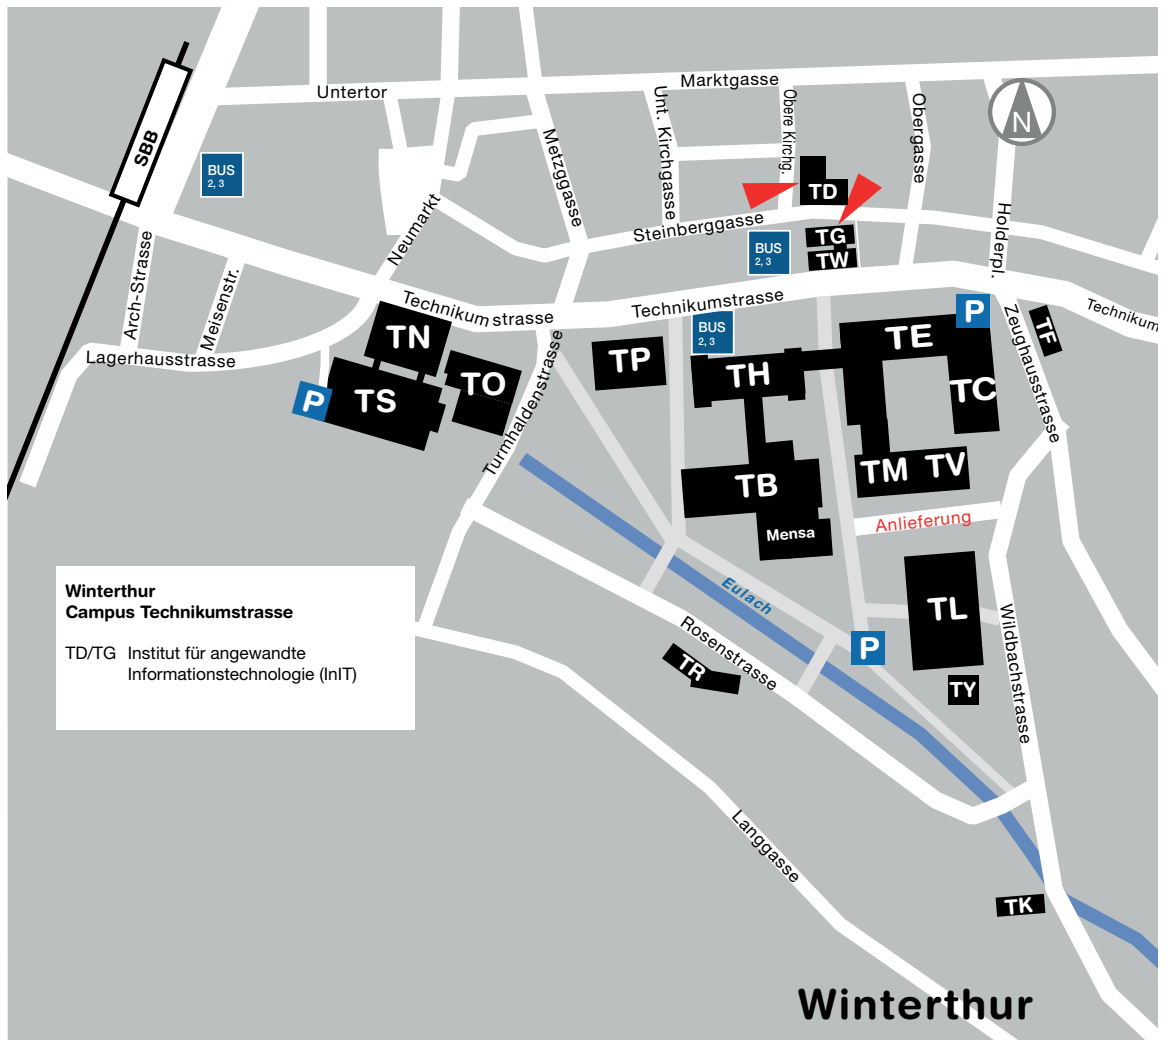 Marktgasse
Untertor
SBB
BUS
2, 3
Metzggasse
Unt. Kirchgasse
Obere Kirchg.
Obergasse
N
TD
Neumarkt
Steinberggasse
TG
TW
BUS
2, 3
Holderpl.
Arch-Strasse
Meisenstr.
Technikumstrasse
Technikumstrasse
Technikum
BUS
2, 3
P
Zeughausstrasse
TF
Lagerhausstrasse
TN
TO
TS
P
TP
TH
TE
TC
Turmhaldenstrasse
TB
TM
TV
Mensa
Anlieferung
Eulach
TL
Wildbachstrasse
Winterthur
Campus Technikumstrasse
TD/TG Institut für angewandte
Informationstechnologie (InIT)
Rosenstrasse
P
TR
TY
Langgasse
TK
Winterthur